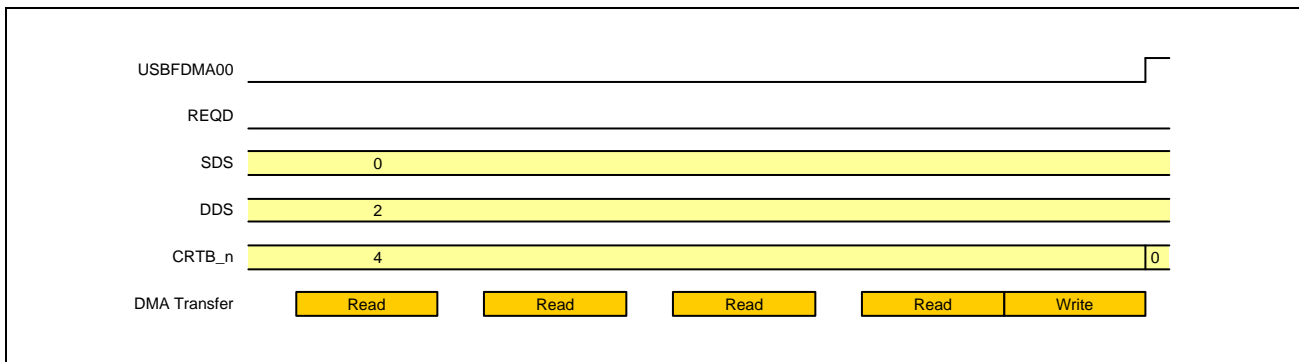 USBFDMA00
REQD
SDS 0
DDS 2
CRTB_n 4 0
DMA Transfer Read Read Read Read Write